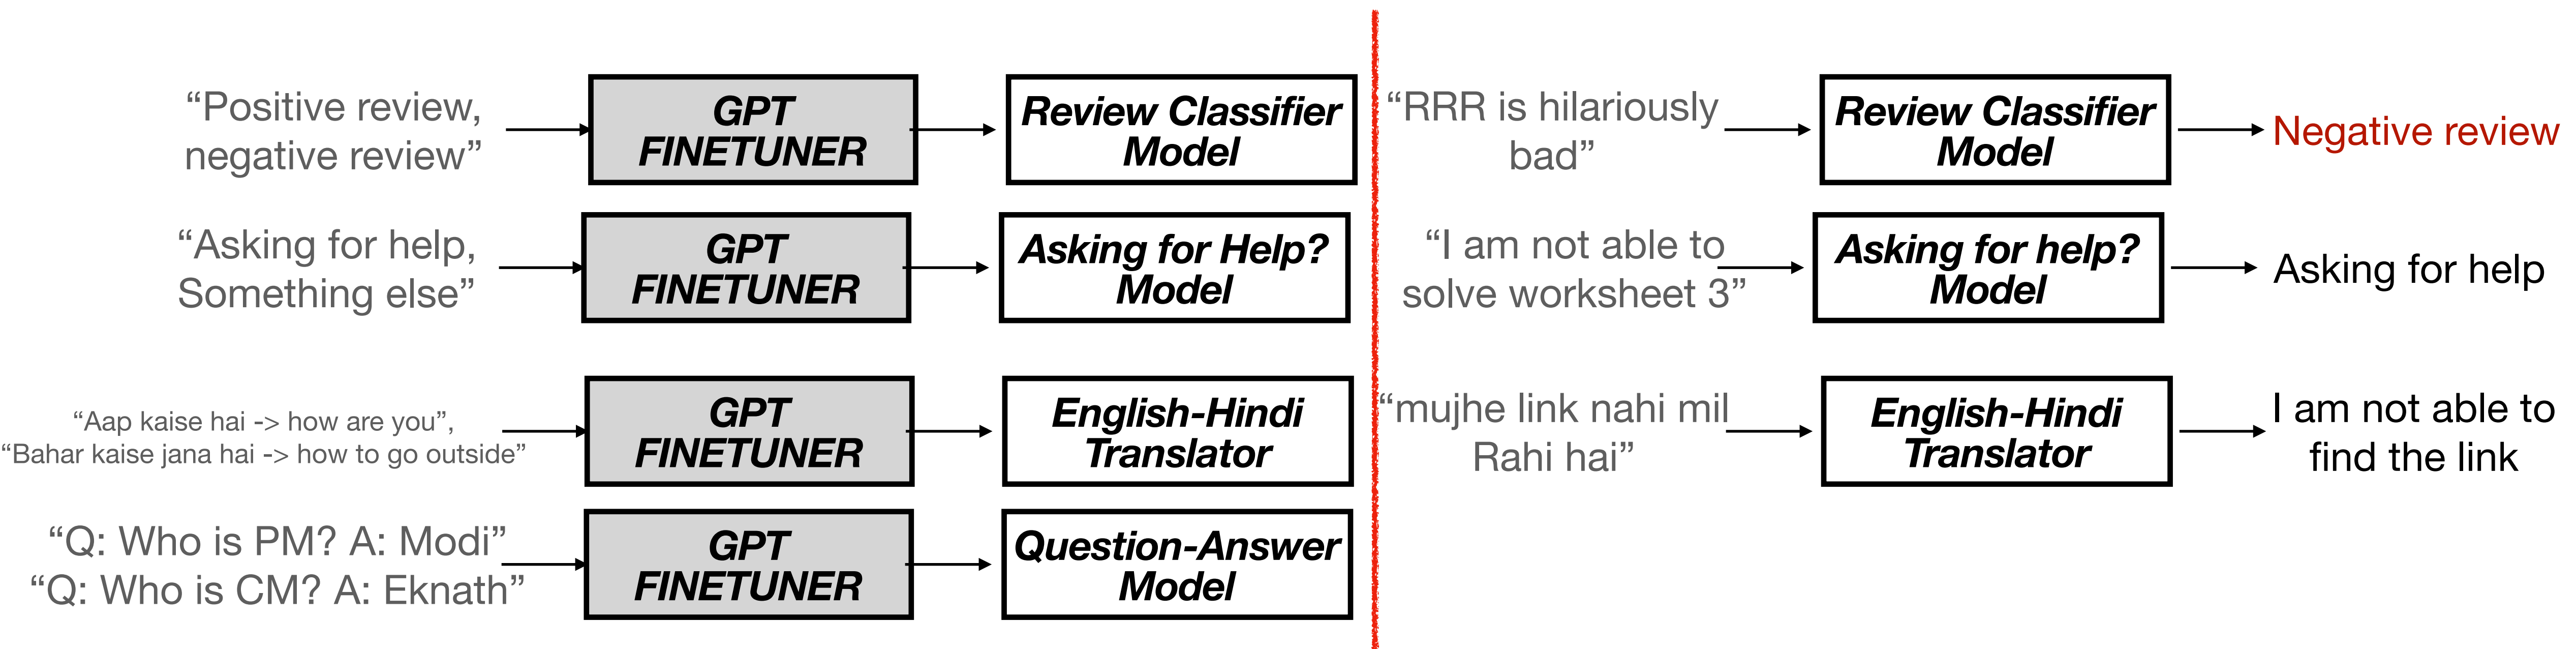 “Positive review,
negative review”
GPT
FINETUNER
Review Classifier
Model
“RRR is hilariously
bad”
Review Classifier
Model
Negative review
“Asking for help,
Something else”
GPT
FINETUNER
Asking for Help?
Model
“I am not able to
solve worksheet 3”
Asking for help?
Model
Asking for help
“Aap kaise hai -> how are you”,
“Bahar kaise jana hai -> how to go outside”
GPT
FINETUNER
English-Hindi
Translator
“mujhe link nahi mil
Rahi hai”
English-Hindi
Translator
I am not able to
find the link
“Q: Who is PM? A: Modi”
“Q: Who is CM? A: Eknath”
GPT
FINETUNER
Question-Answer
Model